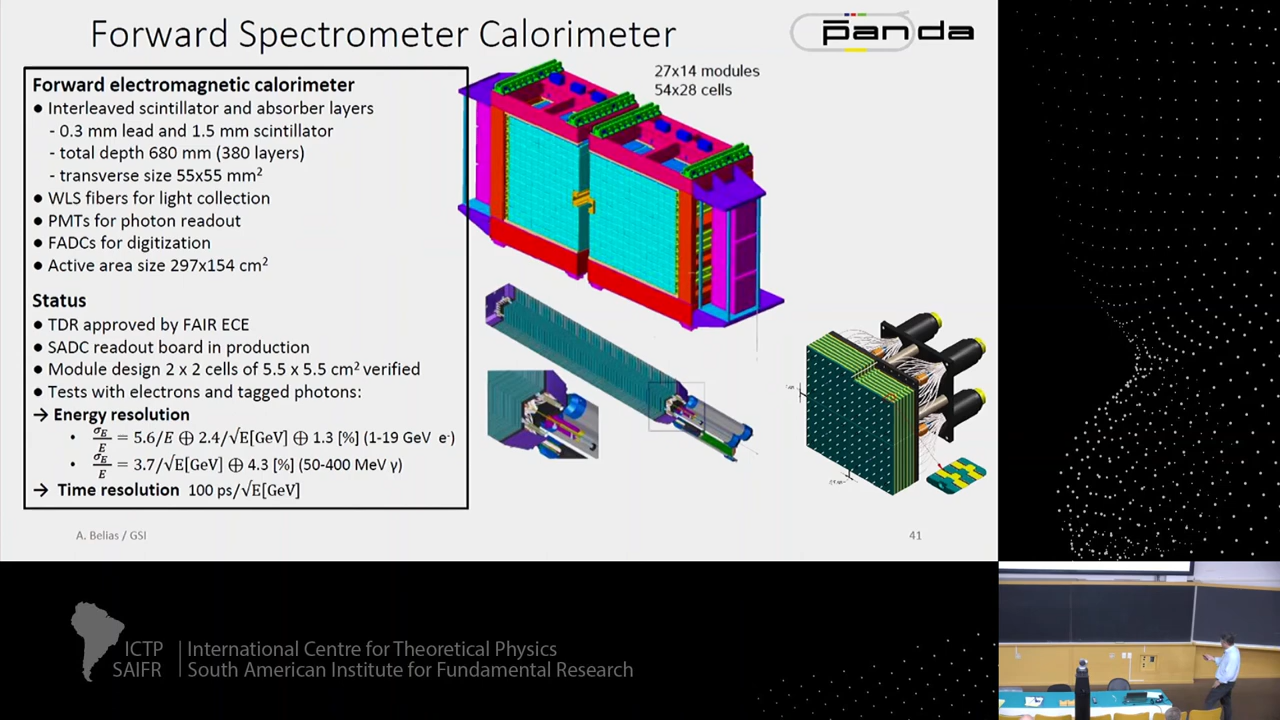 Forward Spectrometer Calorimeter
panda
Forward electromagnetic calorimeter
● Interleaved scintillator and absorber layers
- 0.3 mm lead and 1.5 mm scintillator
- total depth 680 mm (380 layers)
- transverse size 55x55 mm²
● WLS fibers for light collection
● PMTs for photon readout
● FADCs for digitization
● Active area size 297x154 cm²
Status
● TDR approved by FAIR ECE
● SADC readout board in production
● Module design 2 x 2 cells of 5.5 x 5.5 cm² verified
● Tests with electrons and tagged photons:
→ Energy resolution
• σE/E = 5.6/E ⊕ 2.4/√E[GeV] ⊕ 1.3 [%] (1-19 GeV e⁻)
• σE/E = 3.7/√E[GeV] ⊕ 4.3 [%] (50-400 MeV γ)
→ Time resolution 100 ps/√E[GeV]
27x14 modules
54x28 cells
A. Belias / GSI
41
ICTP
SAIFR
International Centre for Theoretical Physics
South American Institute for Fundamental Research